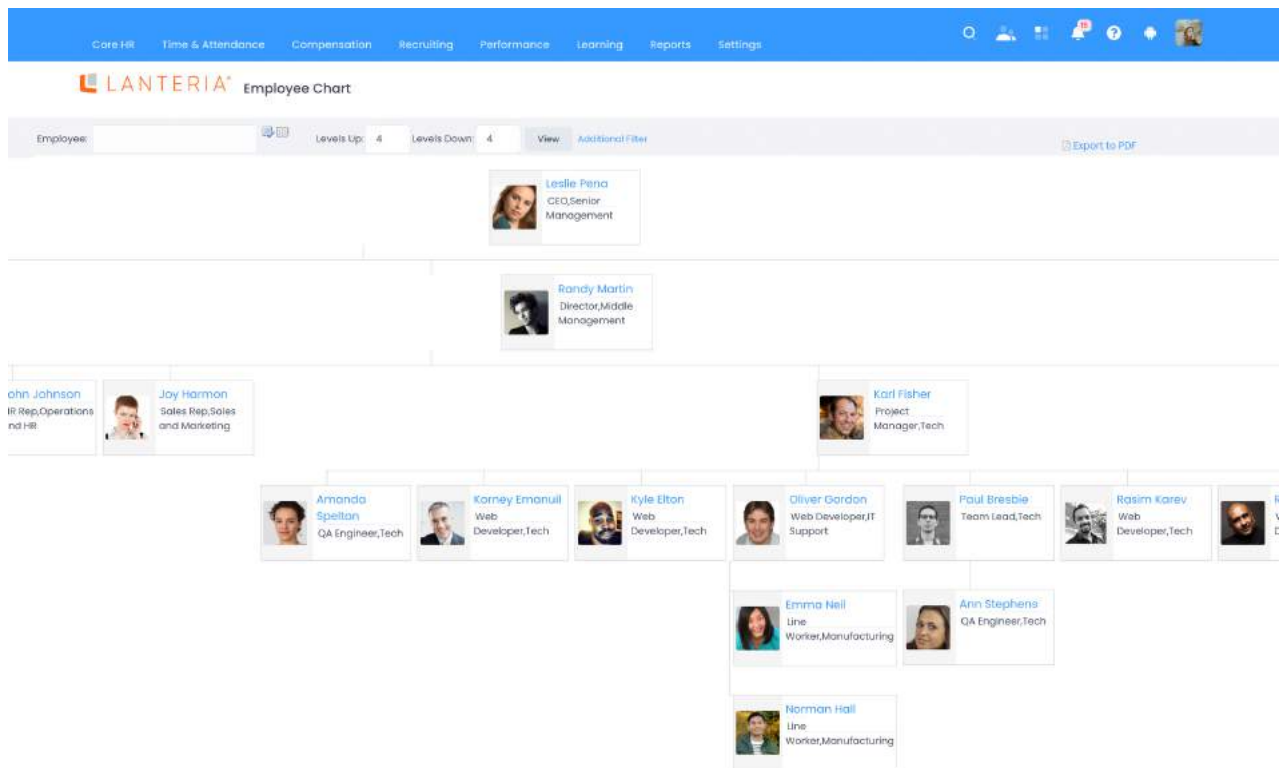 Core HR Time & Attendance Compensation Recruiting Performance Learning Reports Settings
15
LANTERIA Employee Chart
Employee: Levels Up: 4 Levels Down: 4 View Additional Filter
Export to PDF
Leslie Pena
CEO,Senior
Management
Randy Martin
Director,Middle
Management
ohn Johnson
IR Rep,Operations
nd HR
Joy Harmon
Sales Rep,Sales
and Marketing
Karl Fisher
Project
Manager,Tech
Amanda
Spelton
QA Engineer,Tech
Korney Emanuil
Web
Developer,Tech
Kyle Elton
Web
Developer,Tech
Oliver Gordon
Web Developer,IT
Support
Paul Bresbie
Team Lead,Tech
Rasim Karev
Web
Developer,Tech
Emma Neil
Line
Worker,Manufacturing
Ann Stephens
QA Engineer,Tech
Norman Hall
Line
Worker,Manufacturing